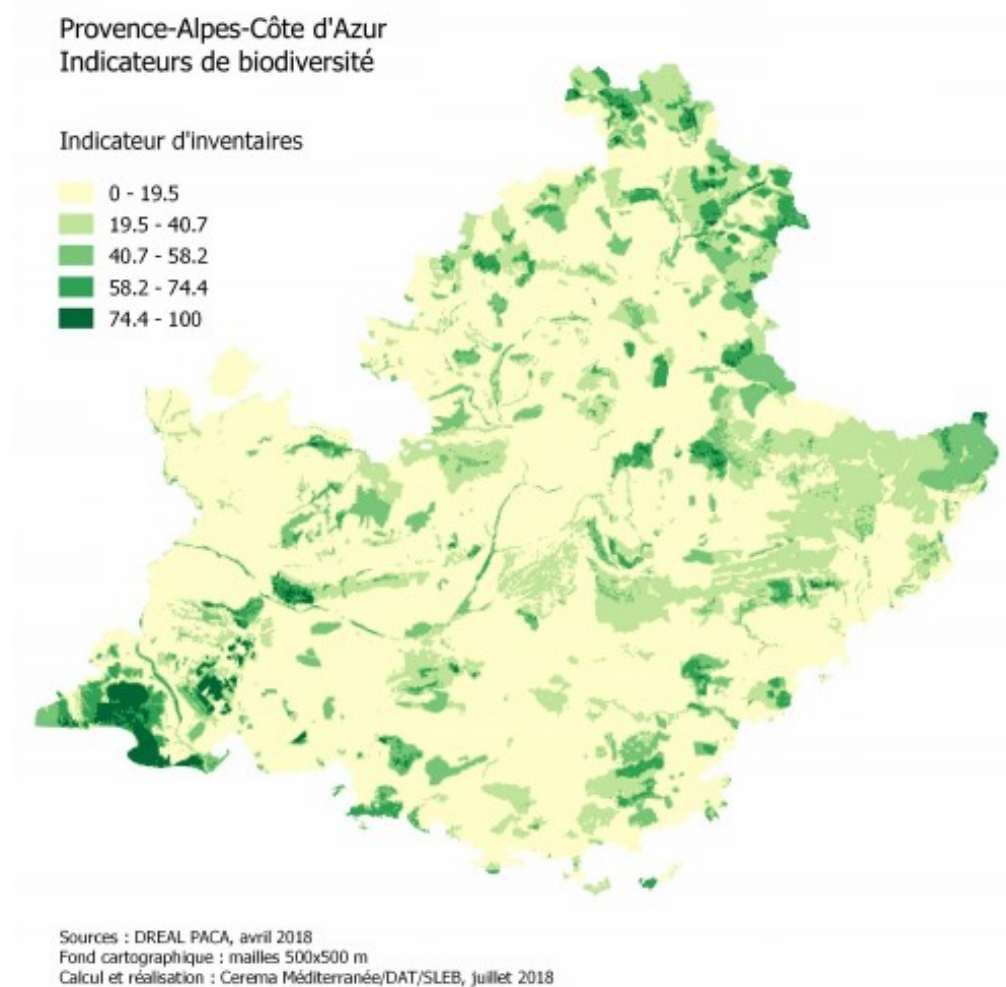 Provence-Alpes-Côte d'Azur
Indicateurs de biodiversité
Indicateur d'inventaires
0 - 19.5
19.5 - 40.7
40.7 - 58.2
58.2 - 74.4
74.4 - 100
Sources : DREAL PACA, avril 2018
Fond cartographique : mailles 500x500 m
Calcul et réalisation : Cerema Méditerranée/DAT/SLEB, juillet 2018